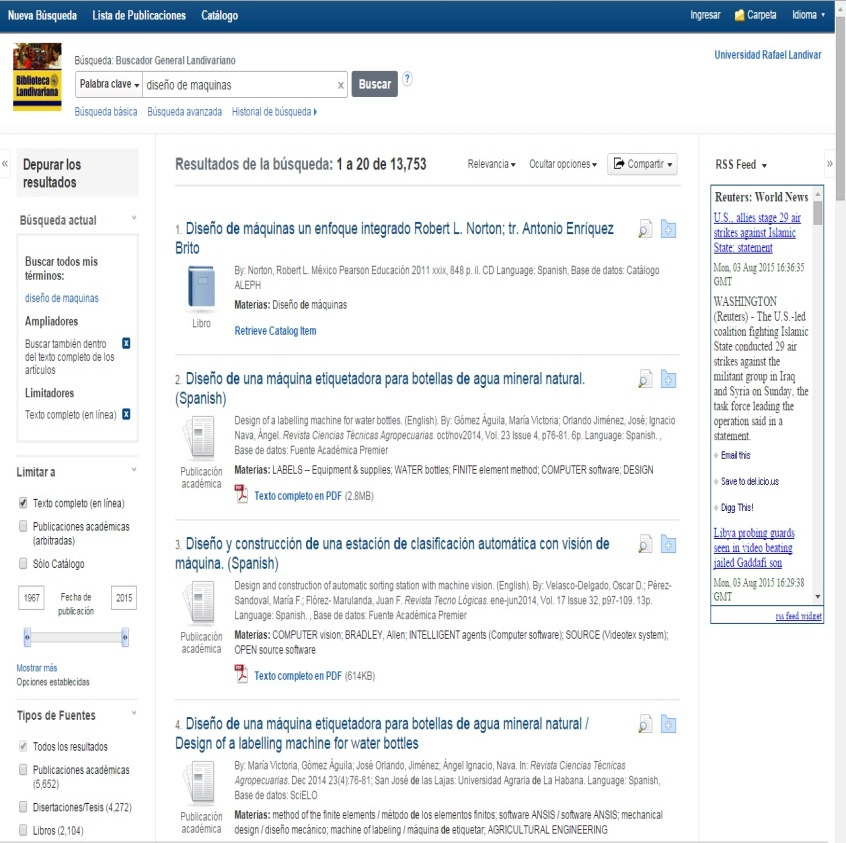 Nueva Búsqueda Lista de Publicaciones Catálogo Ingresar Carpeta Idioma
Universidad Rafael Landivar
Biblioteca
Landivariana
Búsqueda: Buscador General Landivariano
Palabra clave diseño de maquinas x Buscar ?
Búsqueda básica Búsqueda avanzada Historial de búsqueda
«
Depurar los
resultados
Búsqueda actual
Buscar todos mis
términos:
diseño de maquinas
Ampliadores
Buscar también dentro
del texto completo de los
artículos
Limitadores
Texto completo (en línea)
Limitar a
Texto completo (en línea)
Publicaciones académicas
(arbitradas)
Sólo Catálogo
1967 Fecha de
publicación 2015
Mostrar más
Opciones establecidas
Tipos de Fuentes
Todos los resultados
Publicaciones académicas
(5,652)
Disertaciones/Tesis (4,272)
Libros (2,104)
Resultados de la búsqueda: 1 a 20 de 13,753 Relevancia Ocultar opciones Compartir
1. Diseño de máquinas un enfoque integrado Robert L. Norton; tr. Antonio Enríquez
Brito
By: Norton, Robert L. México Pearson Educación 2011 xxix, 848 p. il. CD Language: Spanish, Base de datos: Catálogo
ALEPH
Materias: Diseño de máquinas
Libro
Retrieve Catalog Item
2. Diseño de una máquina etiquetadora para botellas de agua mineral natural.
(Spanish)
Design of a labelling machine for water bottles. (English). By: Gómez Águila, María Victoria; Orlando Jiménez, José; Ignacio
Nava, Ángel. Revista Ciencias Técnicas Agropecuarias. octnov2014, Vol. 23 Issue 4, p76-81. 6p. Language: Spanish. ,
Base de datos: Fuente Académica Premier
Publicación
académica
Materias: LABELS -- Equipment & supplies; WATER bottles; FINITE element method; COMPUTER software; DESIGN
Texto completo en PDF (2.8MB)
3. Diseño y construcción de una estación de clasificación automática con visión de
máquina. (Spanish)
Design and construction of automatic sorting station with machine vision. (English). By: Velasco-Delgado, Oscar D.; Pérez-
Sandoval, María F.; Flórez- Marulanda, Juan F. Revista Tecno Lógicas. ene-jun2014, Vol. 17 Issue 32, p97-109. 13p.
Language: Spanish. , Base de datos: Fuente Académica Premier
Publicación
académica
Materias: COMPUTER vision; BRADLEY, Allen; INTELLIGENT agents (Computer software); SOURCE (Videotex system);
OPEN source software
Texto completo en PDF (614KB)
4. Diseño de una máquina etiquetadora para botellas de agua mineral natural /
Design of a labelling machine for water bottles
By: María Victoria, Gómez Águila; José Orlando, Jiménez; Ángel Ignacio, Nava. In: Revista Ciencias Técnicas
Agropecuarias. Dec 2014 23(4):76-81; San José de las Lajas: Universidad Agraria de La Habana. Language: Spanish,
Base de datos: SciELO
Publicación
académica
Materias: method of the finite elements / método de los elementos finitos; software ANSIS / software ANSIS; mechanical
design / diseño mecánico; machine of labeling / máquina de etiquetar; AGRICULTURAL ENGINEERING
RSS Feed
»
Reuters: World News
U.S., allies stage 29 air
strikes against Islamic
State: statement
Mon, 03 Aug 2015 16:36:35
GMT
WASHINGTON
(Reuters) - The U.S.-led
coalition fighting Islamic
State conducted 29 air
strikes against the
militant group in Iraq
and Syria on Sunday, the
task force leading the
operation said in a
statement.
Email this
Save to del.icio.us
Digg This!
Libya probing guards
seen in video beating
jailed Gaddafi son
Mon, 03 Aug 2015 16:29:38
GMT
rss feed widget